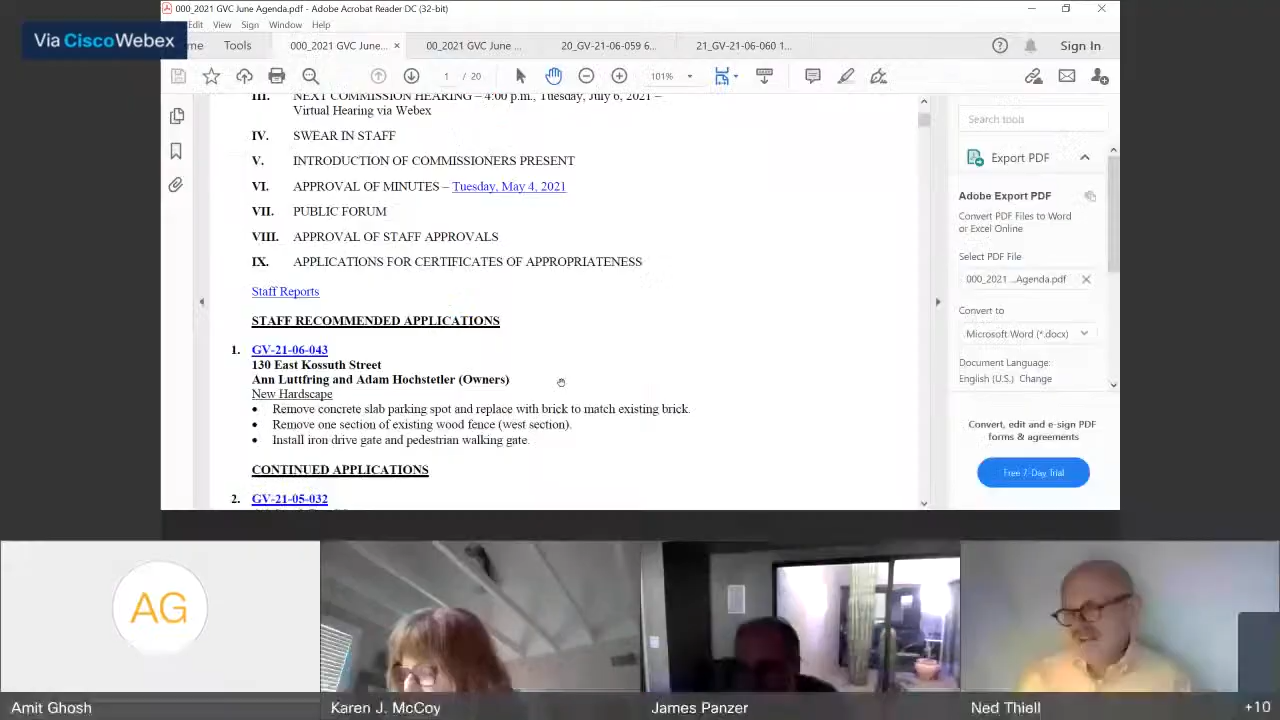 000_2021 GVC June Agenda.pdf - Adobe Acrobat Reader DC (32-bit)
Edit View Sign Window Help
Via CiscoWebex
me Tools 000_2021 GVC June... × 00_2021 GVC June ... 20_GV-21-06-059 6... 21_GV-21-06-060 1... Sign In
1 / 20 101%
III. NEXT COMMISSION HEARING – 4:00 p.m., Tuesday, July 6, 2021 –
Virtual Hearing via Webex
IV. SWEAR IN STAFF
V. INTRODUCTION OF COMMISSIONERS PRESENT
VI. APPROVAL OF MINUTES – Tuesday, May 4, 2021
VII. PUBLIC FORUM
VIII. APPROVAL OF STAFF APPROVALS
IX. APPLICATIONS FOR CERTIFICATES OF APPROPRIATENESS
Staff Reports
STAFF RECOMMENDED APPLICATIONS
1. GV-21-06-043
130 East Kossuth Street
Ann Luttfring and Adam Hochstetler (Owners)
New Hardscape
• Remove concrete slab parking spot and replace with brick to match existing brick.
• Remove one section of existing wood fence (west section).
• Install iron drive gate and pedestrian walking gate.
CONTINUED APPLICATIONS
2. GV-21-05-032
Search tools
Export PDF
Adobe Export PDF
Convert PDF Files to Word
or Excel Online
Select PDF File
000_2021 ...Agenda.pdf
Convert to
Microsoft Word (*.docx)
Document Language:
English (U.S.) Change
Convert, edit and e-sign PDF
forms & agreements
Free 7-Day Trial
AG
Amit Ghosh
Karen J. McCoy
James Panzer
Ned Thiell
+10